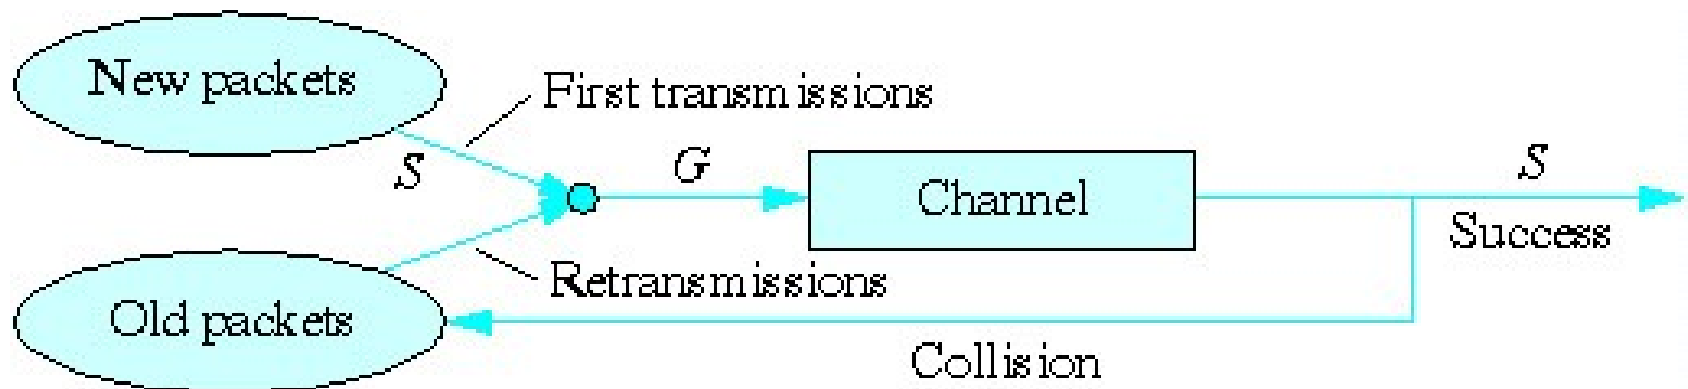 New packets
First transmissions
S
G
Channel
S
Success
Retransmissions
Old packets
Collision